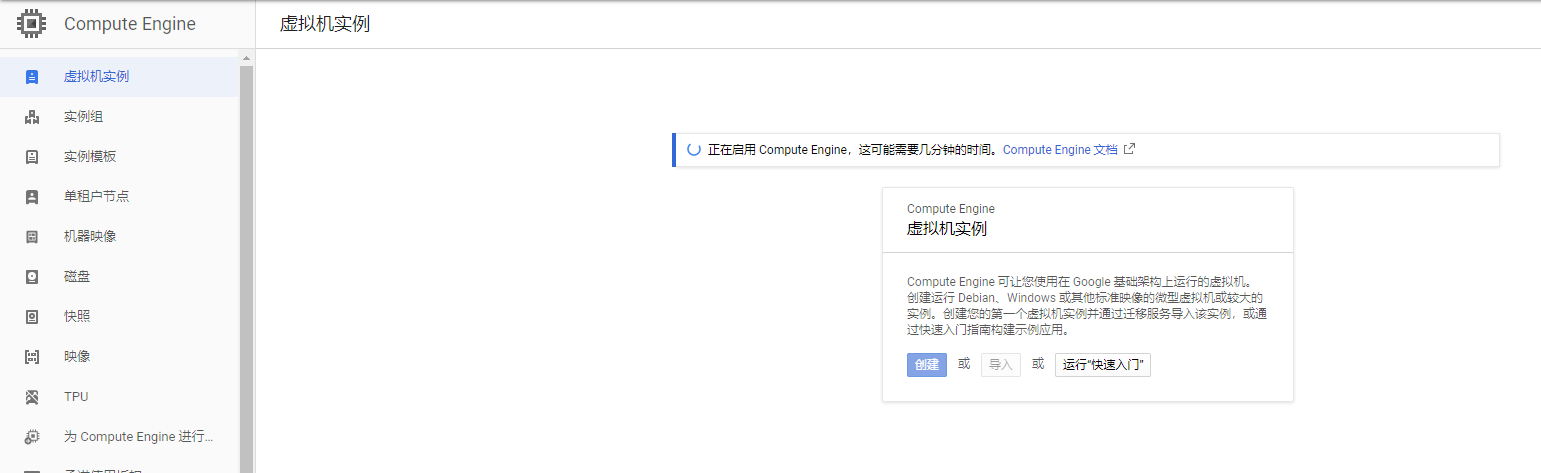 Compute Engine
虚拟机实例
虚拟机实例
实例组
实例模板
单租户节点
机器映像
磁盘
快照
映像
TPU
为 Compute Engine 进行...
正在启用 Compute Engine，这可能需要几分钟的时间。Compute Engine 文档
Compute Engine
虚拟机实例
Compute Engine 可让您使用在 Google 基础架构上运行的虚拟机。
创建运行 Debian、Windows 或其他标准映像的微型虚拟机或较大的
实例。创建您的第一个虚拟机实例并通过迁移服务导入该实例，或通
过快速入门指南构建示例应用。
创建 或 导入 或 运行“快速入门”